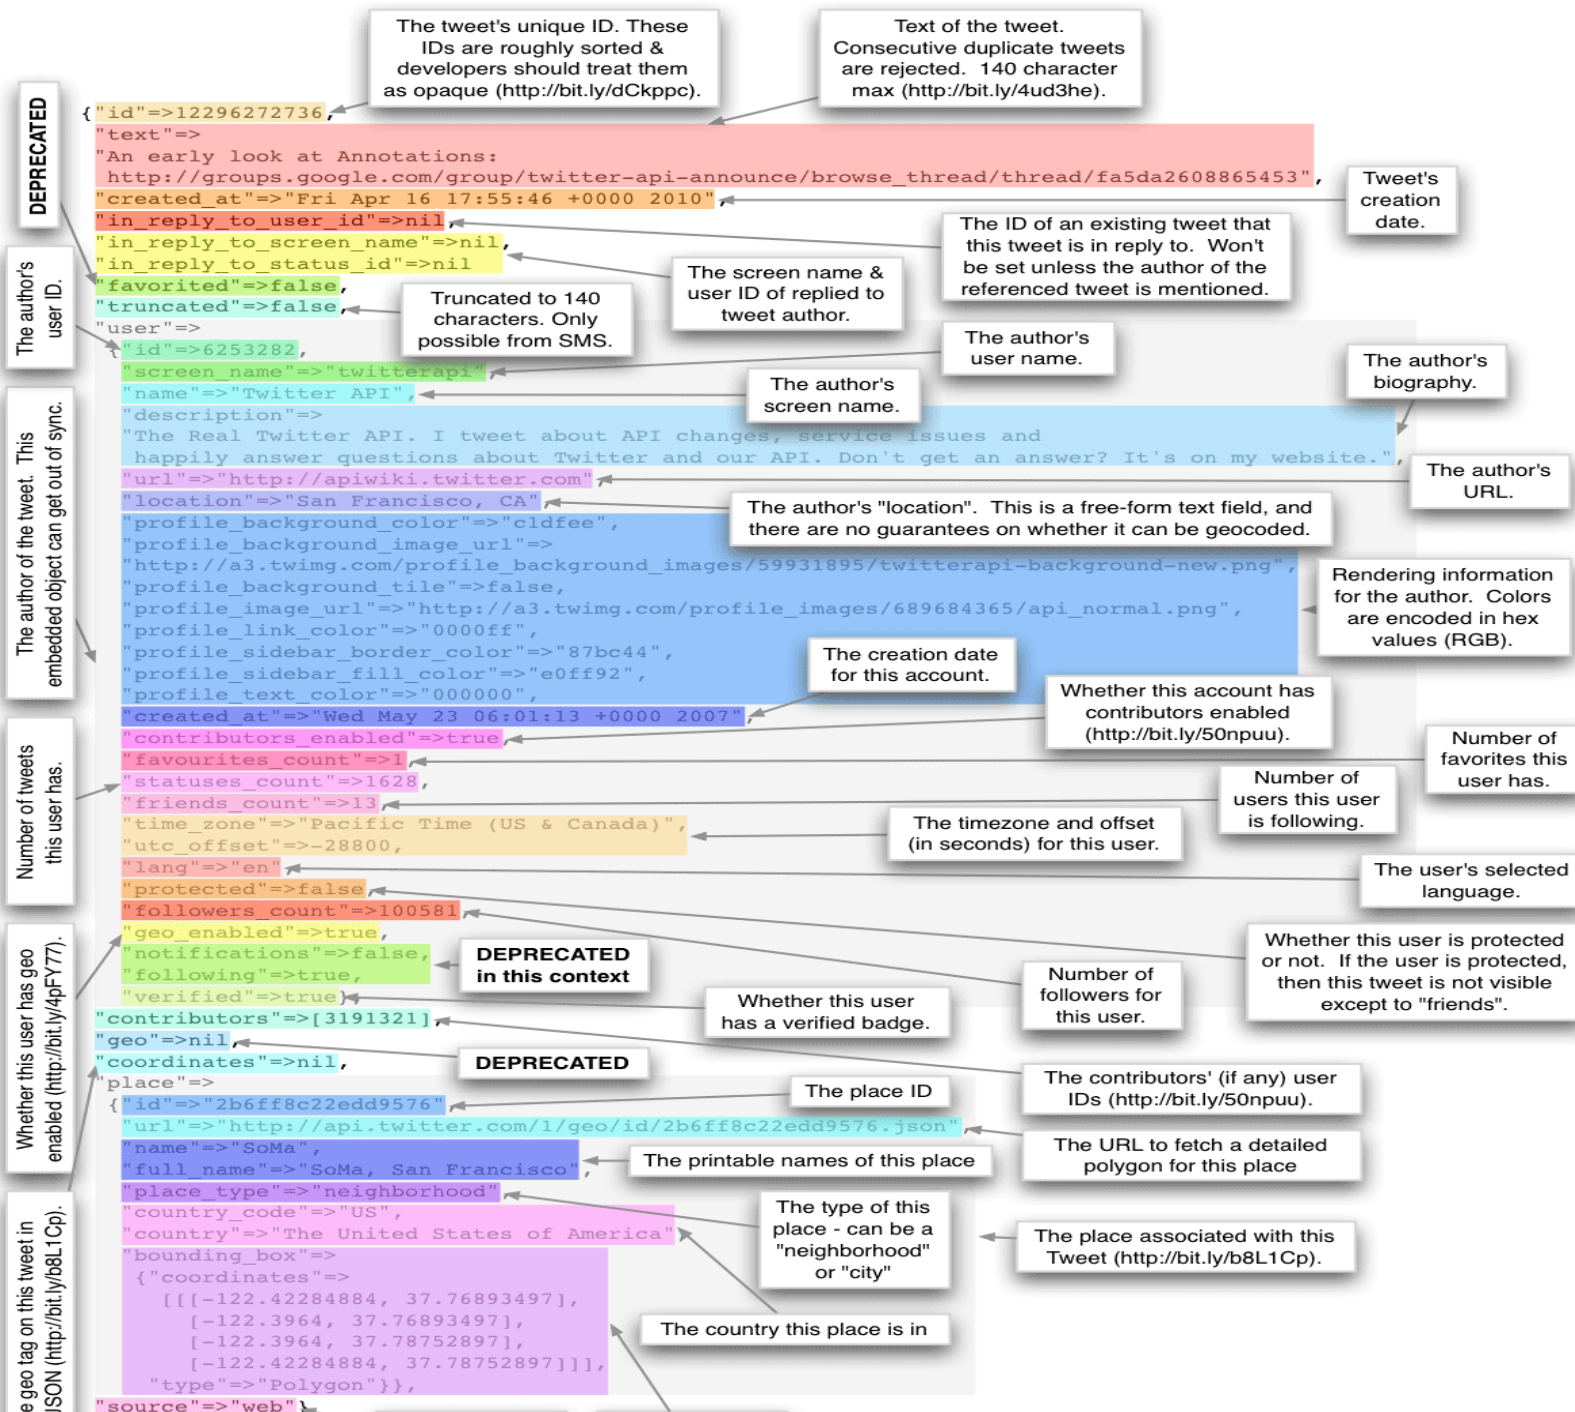 The tweet's unique ID. These
IDs are roughly sorted &
developers should treat them
as opaque (http://bit.ly/dCkppc).
Text of the tweet.
Consecutive duplicate tweets
are rejected. 140 character
max (http://bit.ly/4ud3he).
DEPRECATED
{"id"=>12296272736,
"text"=>
"An early look at Annotations:
http://groups.google.com/group/twitter-api-announce/browse_thread/thread/fa5da2608865453",
"created_at"=>"Fri Apr 16 17:55:46 +0000 2010",
Tweet's
creation
date.
"in_reply_to_user_id"=>nil,
"in_reply_to_screen_name"=>nil,
"in_reply_to_status_id"=>nil
"favorited"=>false,
"truncated"=>false,
The ID of an existing tweet that
this tweet is in reply to. Won't
be set unless the author of the
referenced tweet is mentioned.
The screen name &
user ID of replied to
tweet author.
Truncated to 140
characters. Only
possible from SMS.
The author's
user ID.
"user"=>
{"id"=>6253282,
"screen_name"=>"twitterapi",
"name"=>"Twitter API",
The author's
user name.
The author's
screen name.
The author's
biography.
"description"=>
"The Real Twitter API. I tweet about API changes, service issues and
happily answer questions about Twitter and our API. Don't get an answer? It's on my website.",
"url"=>"http://apiwiki.twitter.com",
The author's
URL.
"location"=>"San Francisco, CA",
The author's "location". This is a free-form text field, and
there are no guarantees on whether it can be geocoded.
The author of the tweet. This
embedded object can get out of sync.
"profile_background_color"=>"c1dfee",
"profile_background_image_url"=>
"http://a3.twimg.com/profile_background_images/59931895/twitterapi-background-new.png",
"profile_background_tile"=>false,
"profile_image_url"=>"http://a3.twimg.com/profile_images/689684365/api_normal.png",
"profile_link_color"=>"0000ff",
"profile_sidebar_border_color"=>"87bc44",
"profile_sidebar_fill_color"=>"e0ff92",
"profile_text_color"=>"000000",
Rendering information
for the author. Colors
are encoded in hex
values (RGB).
The creation date
for this account.
"created_at"=>"Wed May 23 06:01:13 +0000 2007",
"contributors_enabled"=>true,
Whether this account has
contributors enabled
(http://bit.ly/50npuu).
"favourites_count"=>1,
Number of
favorites this
user has.
Number of tweets
this user has.
"statuses_count"=>1628,
"friends_count"=>13,
Number of
users this user
is following.
"time_zone"=>"Pacific Time (US & Canada)",
"utc_offset"=>-28800,
The timezone and offset
(in seconds) for this user.
"lang"=>"en",
The user's selected
language.
"protected"=>false,
"followers_count"=>100581,
"geo_enabled"=>true,
"notifications"=>false,
"following"=>true,
"verified"=>true},
DEPRECATED
in this context
Whether this user is protected
or not. If the user is protected,
then this tweet is not visible
except to "friends".
Number of
followers for
this user.
Whether this user
has a verified badge.
Whether this user has geo
enabled (http://bit.ly/4pFY77).
"contributors"=>[3191321],
"geo"=>nil,
"coordinates"=>nil,
DEPRECATED
The contributors' (if any) user
IDs (http://bit.ly/50npuu).
"place"=>
{"id"=>"2b6ff8c22edd9576",
The place ID
"url"=>"http://api.twitter.com/1/geo/id/2b6ff8c22edd9576.json",
The URL to fetch a detailed
polygon for this place
"name"=>"SoMa",
"full_name"=>"SoMa, San Francisco",
The printable names of this place
"place_type"=>"neighborhood",
The type of this
place - can be a
"neighborhood"
or "city"
The place associated with this
Tweet (http://bit.ly/b8L1Cp).
"country_code"=>"US",
"country"=>"The United States of America",
The country this place is in
"bounding_box"=>
{"coordinates"=>
[[[-122.42284884, 37.76893497],
[-122.3964, 37.76893497],
[-122.3964, 37.78752897],
[-122.42284884, 37.78752897]]],
"type"=>"Polygon"}},
geo tag on this tweet in
JSON (http://bit.ly/b8L1Cp).
"source"=>"web"}